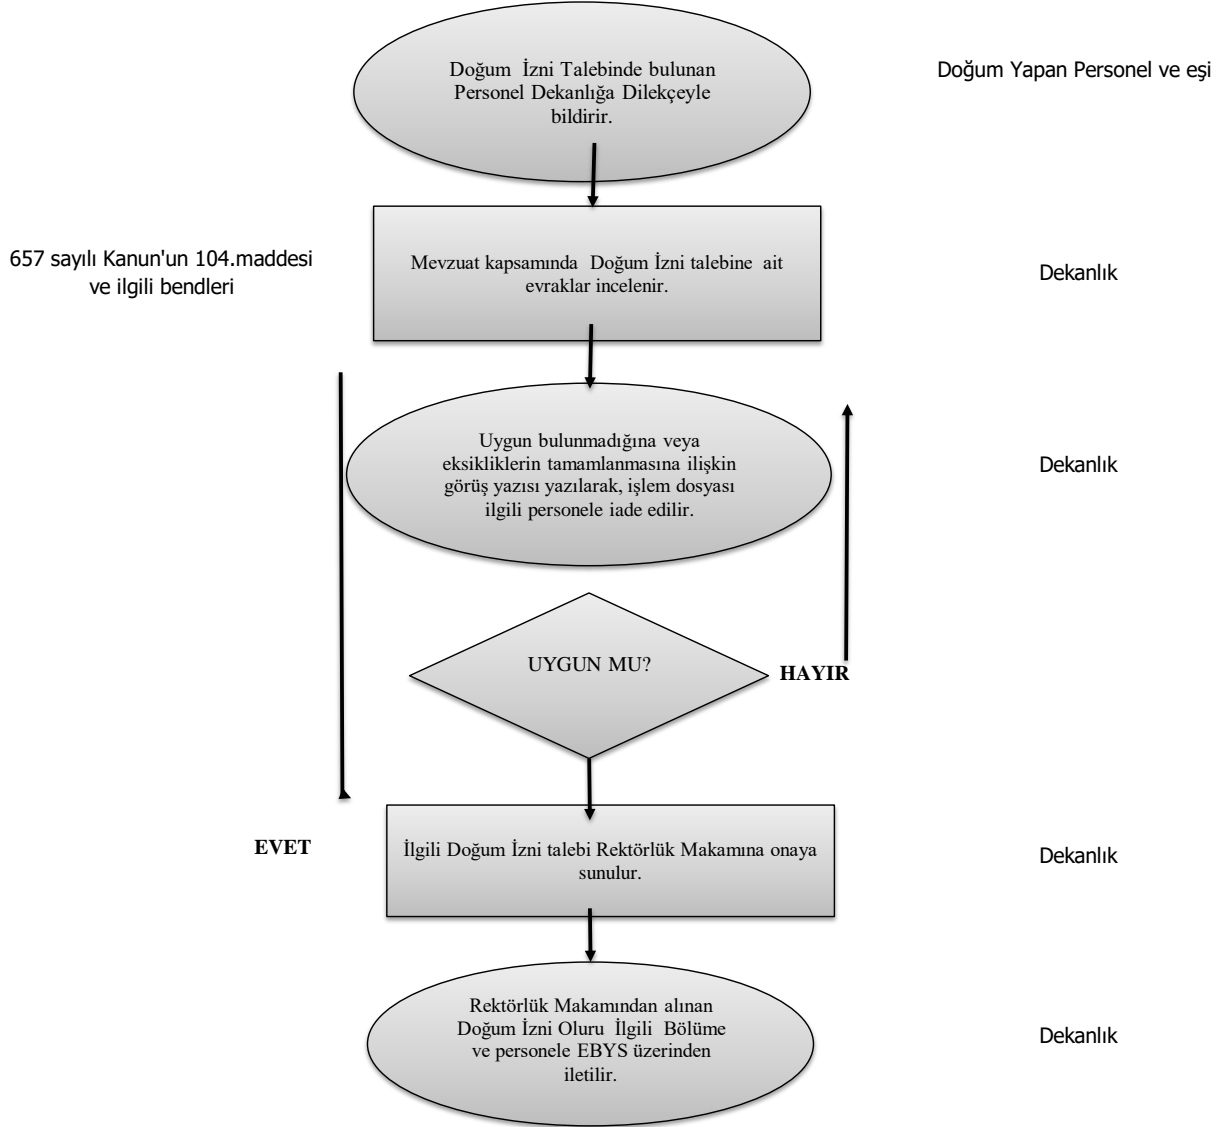 Doğum İzni Talebinde bulunan
Personel Dekanlığa Dilekçeyle
bildirir.
Doğum Yapan Personel ve eşi
657 sayılı Kanun'un 104.maddesi
ve ilgili bendleri
Mevzuat kapsamında Doğum İzni talebine ait
evraklar incelenir.
Dekanlık
Uygun bulunmadığına veya
eksikliklerin tamamlanmasına ilişkin
görüş yazısı yazılarak, işlem dosyası
ilgili personele iade edilir.
Dekanlık
UYGUN MU?
HAYIR
EVET
İlgili Doğum İzni talebi Rektörlük Makamına onaya
sunulur.
Dekanlık
Rektörlük Makamından alınan
Doğum İzni Oluru İlgili Bölüme
ve personele EBYS üzerinden
iletilir.
Dekanlık